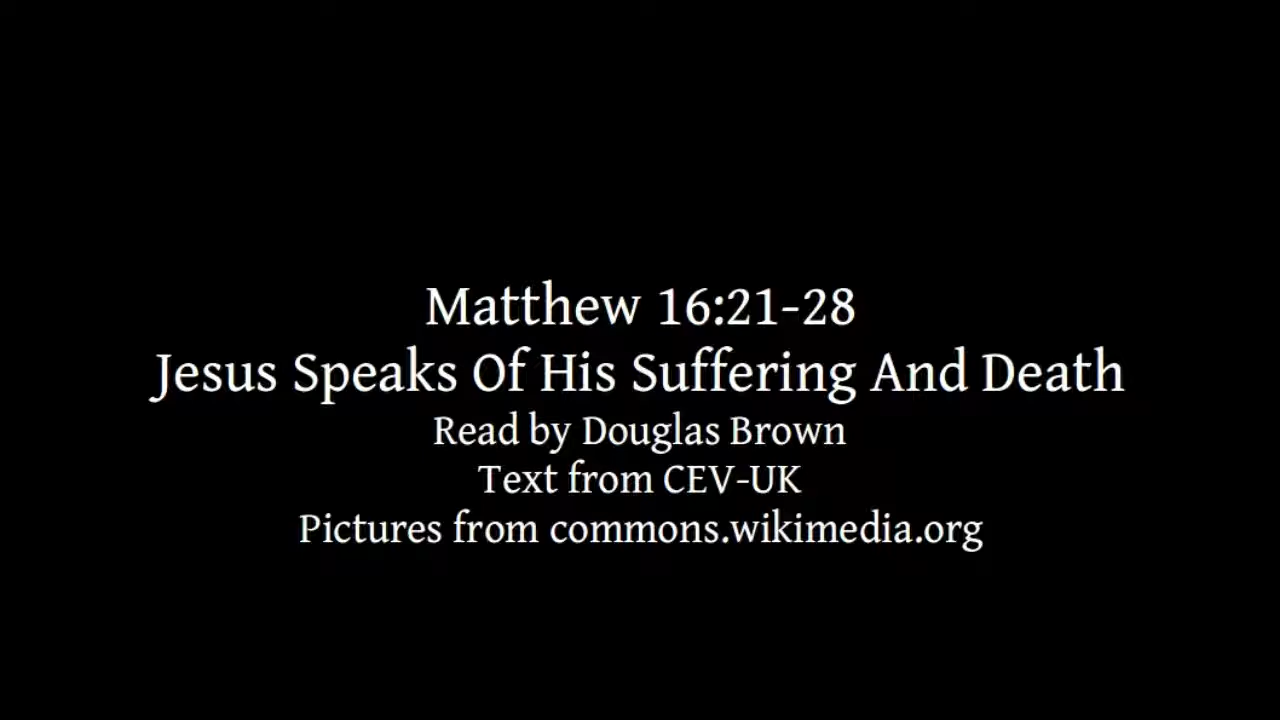 Matthew 16:21-28
Jesus Speaks Of His Suffering And Death
Read by Douglas Brown
Text from CEV-UK
Pictures from commons.wikimedia.org